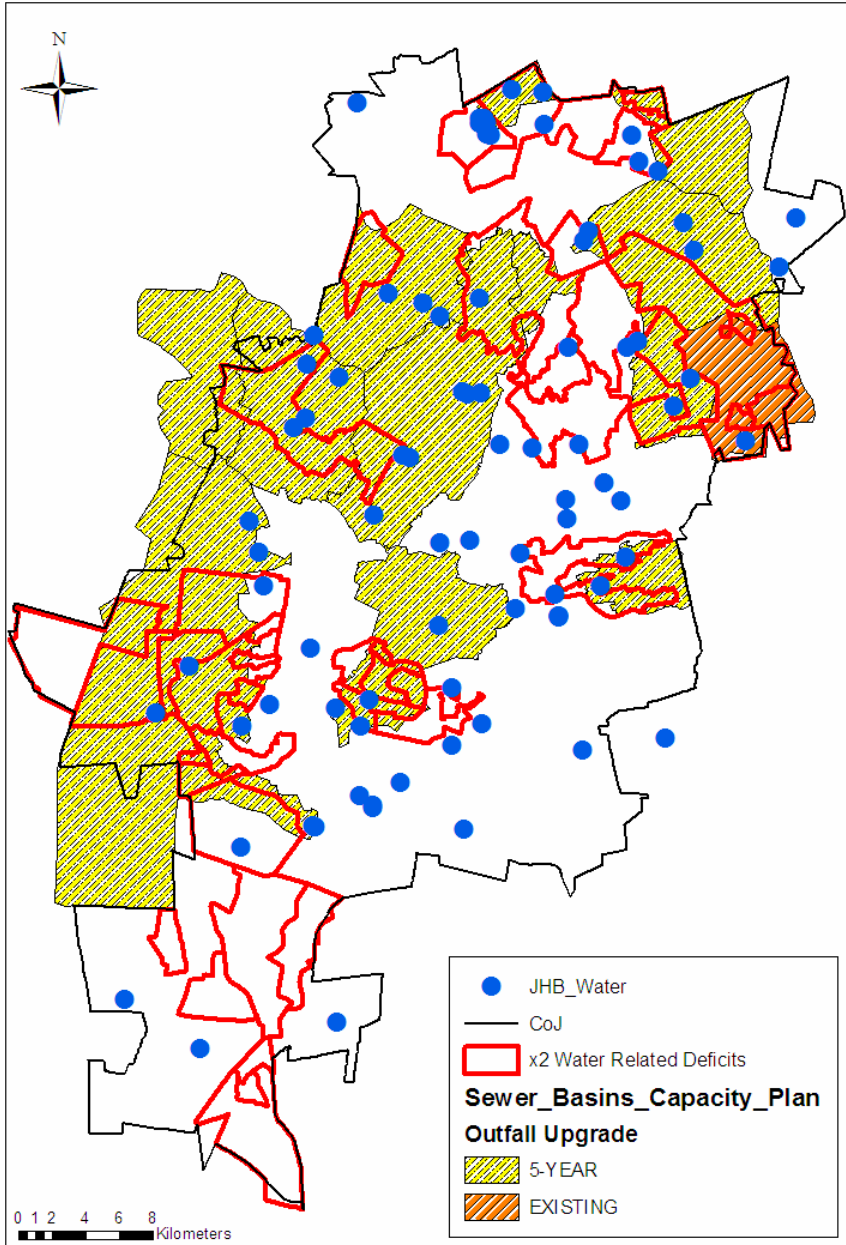 N
JHB_Water
CoJ
x2 Water Related Deficits
Sewer_Basins_Capacity_Plan
Outfall Upgrade
5-YEAR
EXISTING
0 1 2 4 6 8
Kilometers